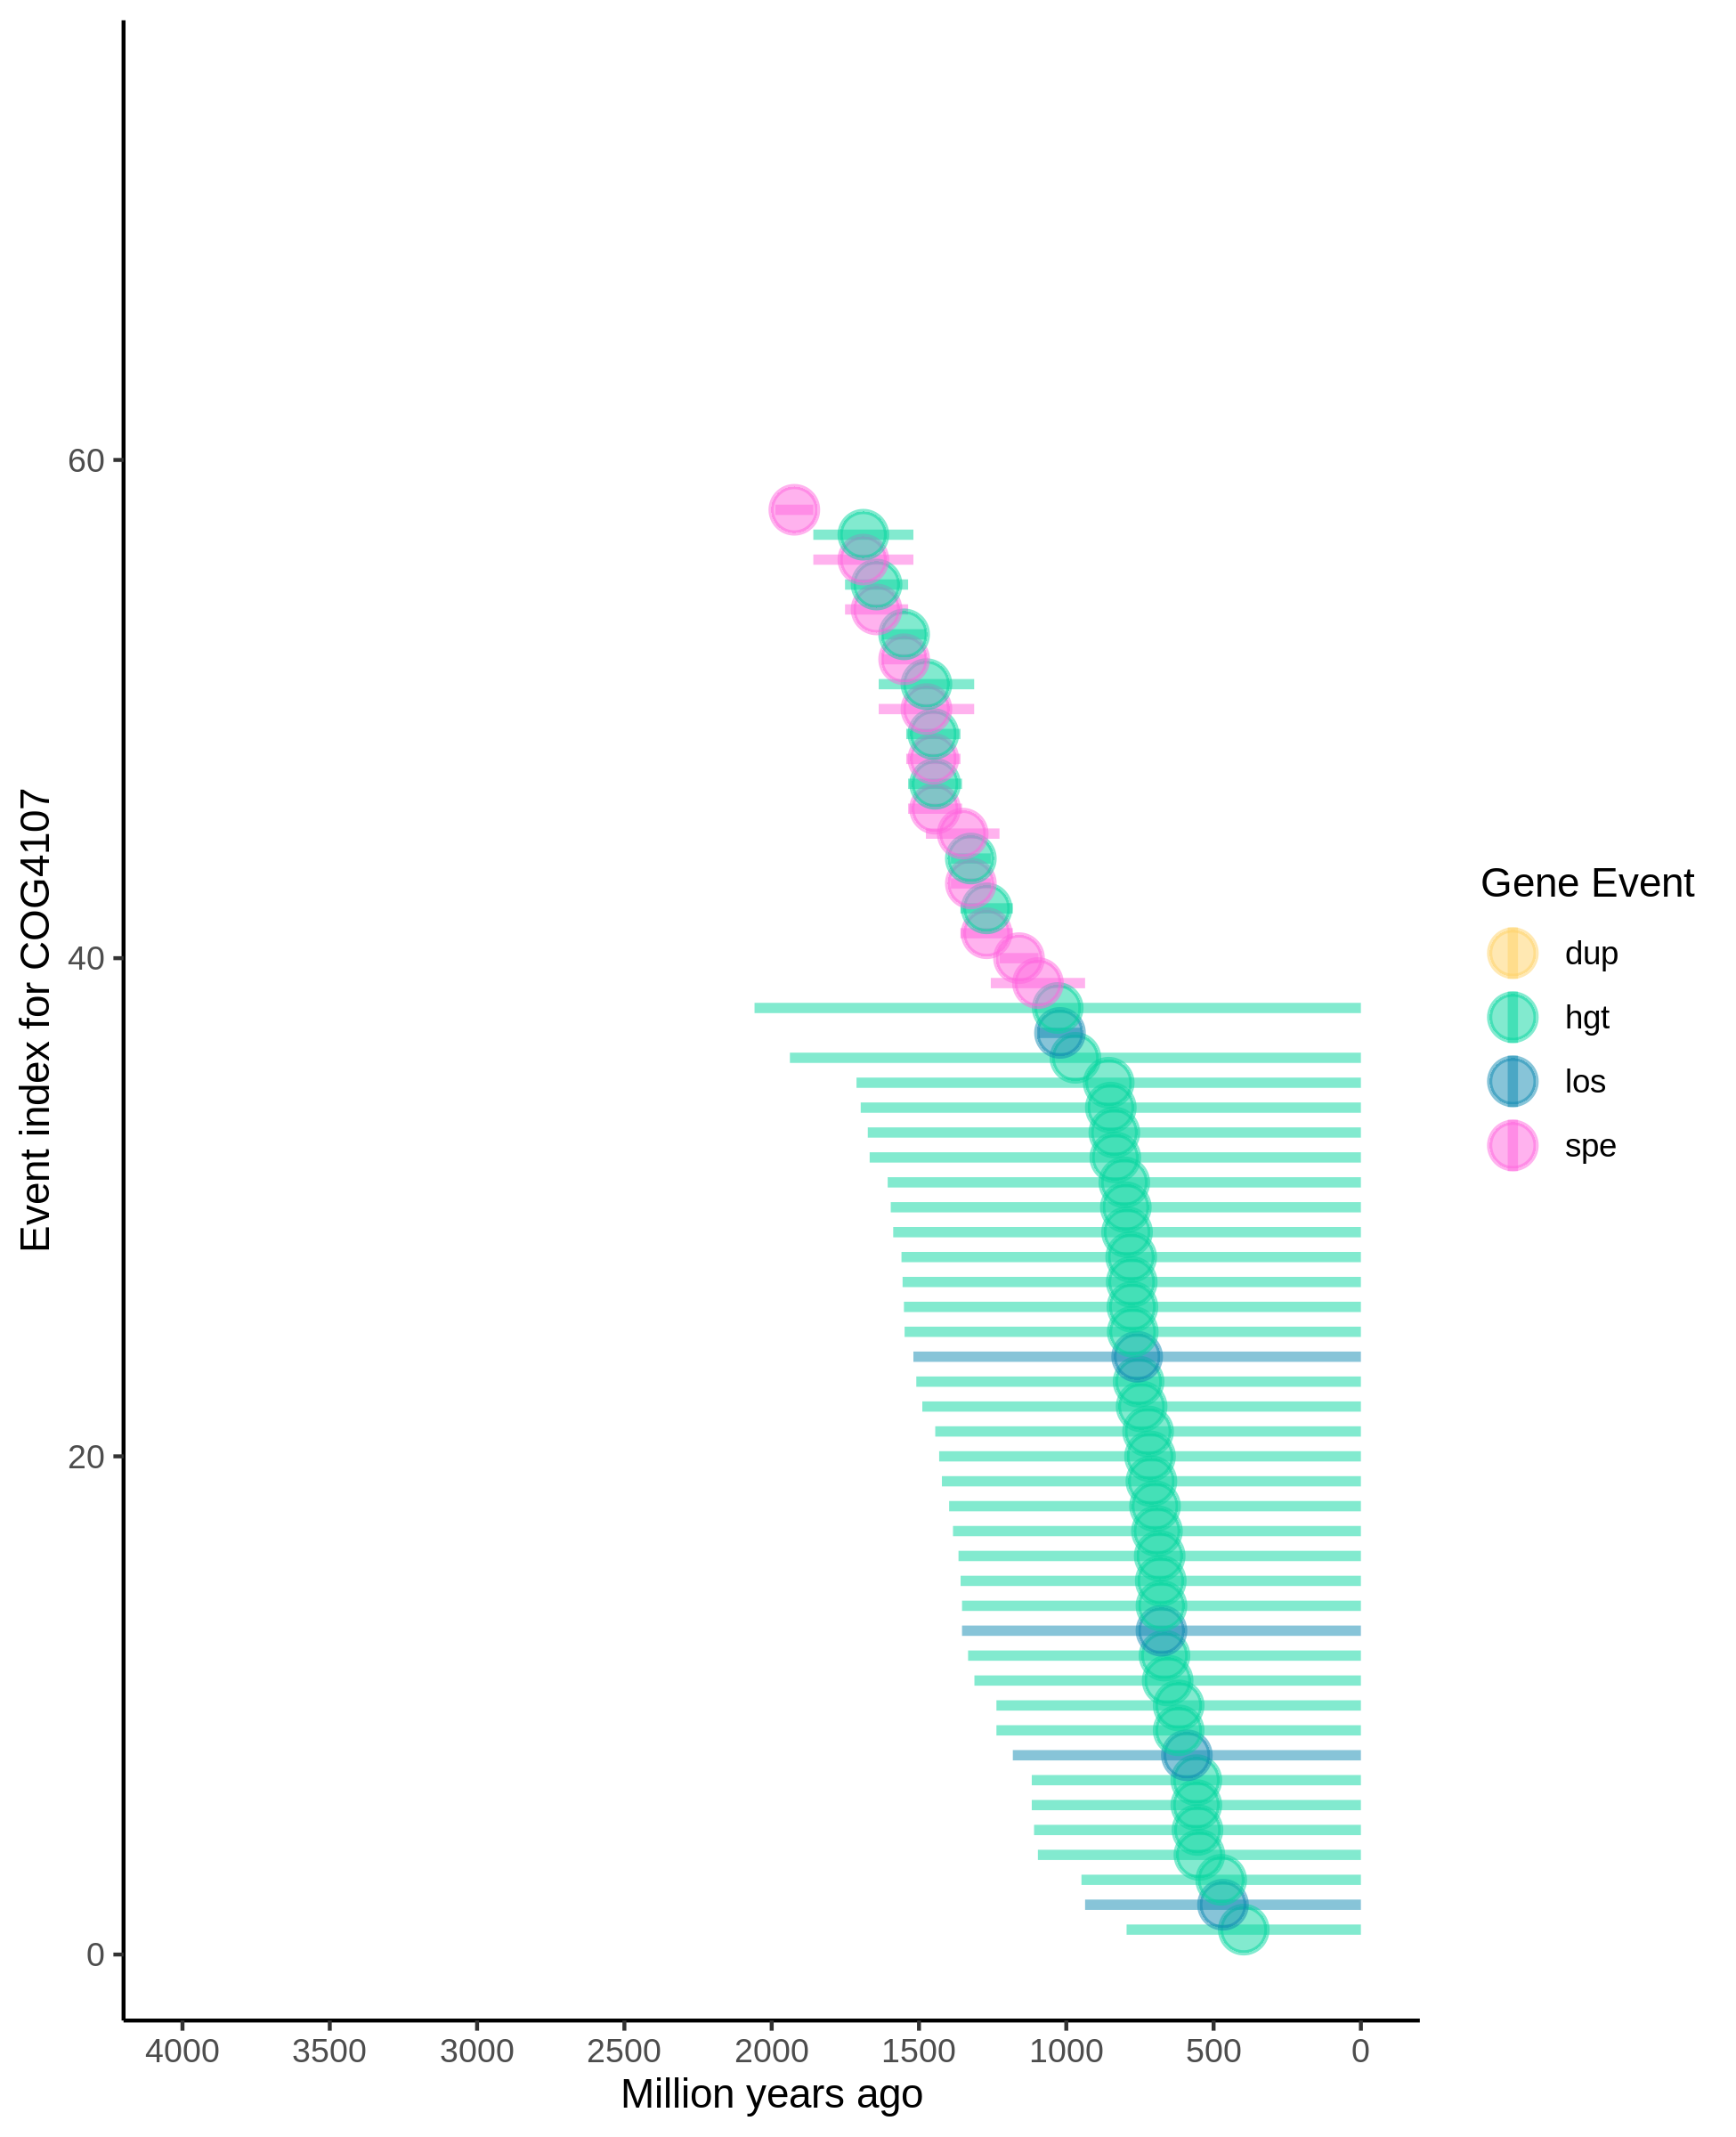 Event index for COG4107
60
40
20
0
4000 3500 3000 2500 2000 1500 1000 500 0
Million years ago
Gene Event
dup
hgt
los
spe